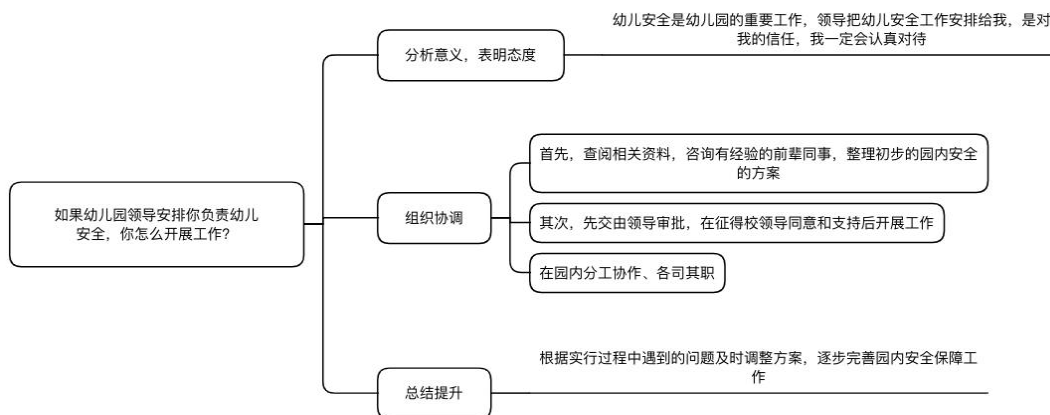 如果幼儿园领导安排你负责幼儿
安全，你怎么开展工作?
分析意义，表明态度
幼儿安全是幼儿园的重要工作，领导把幼儿安全工作安排给我，是对
我的信任，我一定会认真对待
组织协调
首先，查阅相关资料，咨询有经验的前辈同事，整理初步的园内安全
的方案
其次，先交由领导审批，在征得校领导同意和支持后开展工作
在园内分工协作、各司其职
总结提升
根据实行过程中遇到的问题及时调整方案，逐步完善园内安全保障工
作